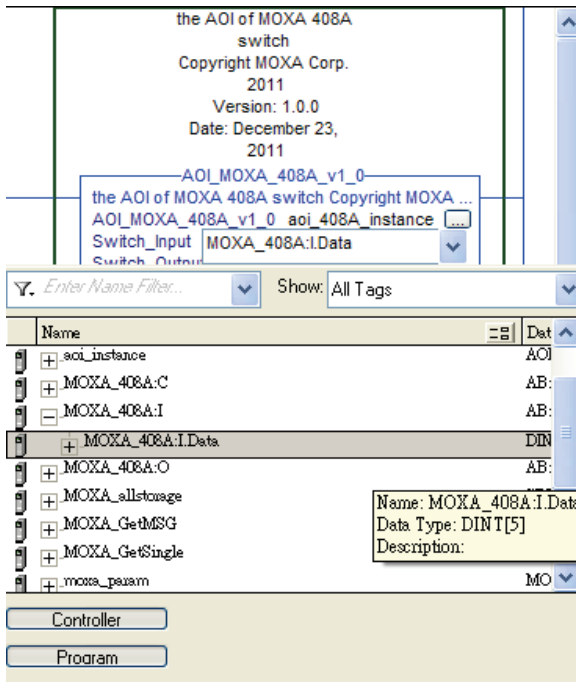 the AOI of MOXA 408A
switch
Copyright MOXA Corp.
2011
Version: 1.0.0
Date: December 23,
2011
AOI_MOXA_408A_v1_0
the AOI of MOXA 408A switch Copyright MOXA ...
AOI_MOXA_408A_v1_0 aoi_408A_instance ...
Switch_Input MOXA_408A:I.Data
Switch_Output
Enter Name Filter... Show: All Tags
Name Dat
aoi_instance AOI
MOXA_408A:C AB:
MOXA_408A:I AB:
MOXA_408A:I.Data DIN
MOXA_408A:O AB:
MOXA_allstorage
Name: MOXA_408A:I.Data
MOXA_GetMSG
Data Type: DINT[5]
Description:
MOXA_GetSingle
moxa_param MO
Controller
Program